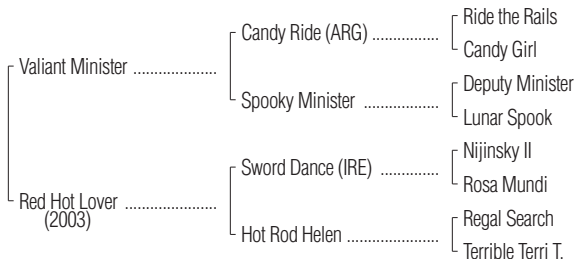 Ride the Rails
Candy Ride (ARG) ................
Candy Girl
Valiant Minister ....................
Deputy Minister
Spooky Minister ..................
Lunar Spook
Nijinsky II
Sword Dance (IRE) ..............
Rosa Mundi
Red Hot Lover ......................
(2003)
Regal Search
Hot Rod Helen ......................
Terrible Terri T.